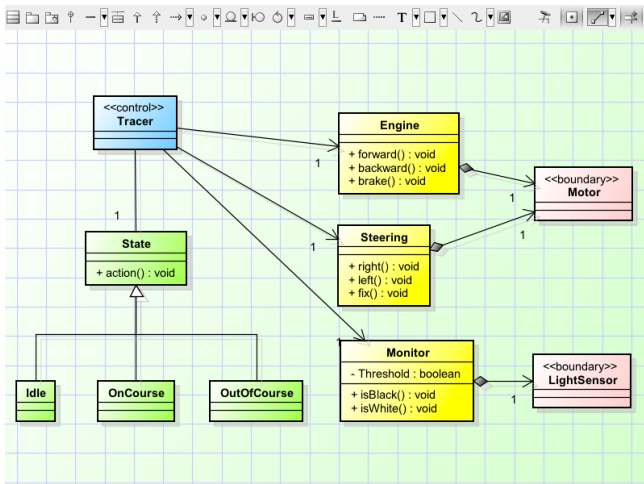 T
<<control>>
Tracer
1
State
+ action() : void
Idle
OnCourse
OutOfCourse
Engine
+ forward() : void
+ backward() : void
+ brake() : void
1
Steering
+ right() : void
+ left() : void
+ fix() : void
1
Monitor
- Threshold : boolean
+ isBlack() : void
+ isWhite() : void
1
<<boundary>>
Motor
1
1
<<boundary>>
LightSensor
1